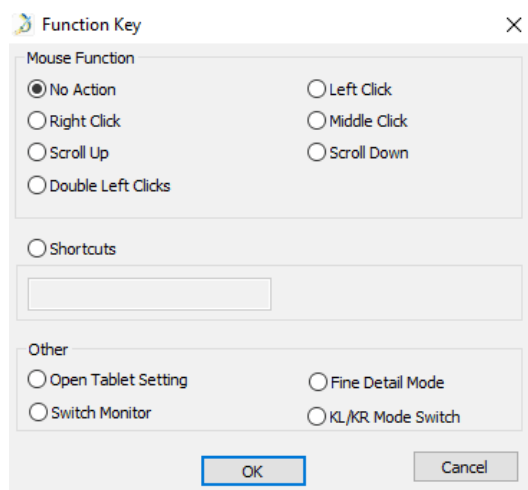 Function Key
Mouse Function
No Action
Left Click
Right Click
Middle Click
Scroll Up
Scroll Down
Double Left Clicks
Shortcuts
Other
Open Tablet Setting
Fine Detail Mode
Switch Monitor
KL/KR Mode Switch
OK
Cancel